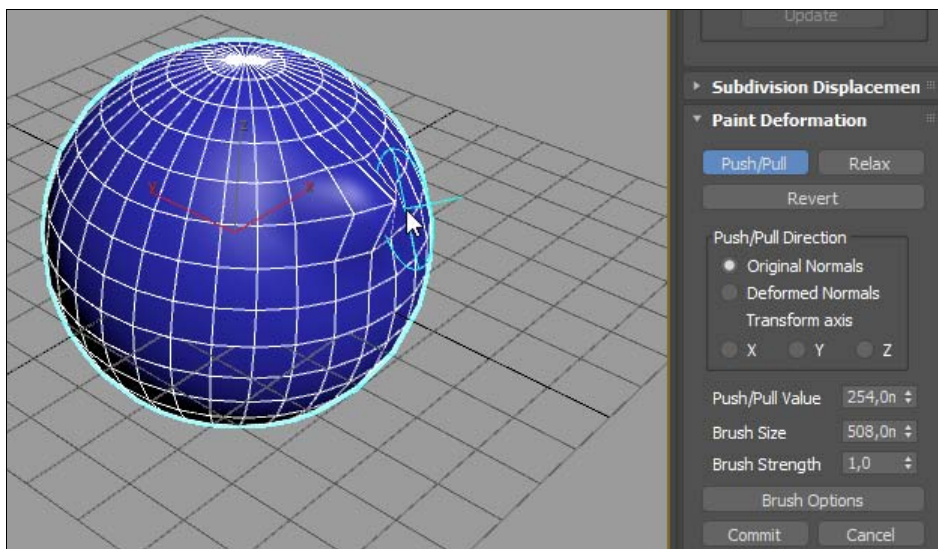 Update
Subdivision Displacemen
Paint Deformation
Push/Pull Relax
Revert
Push/Pull Direction
Original Normals
Deformed Normals
Transform axis
X Y Z
Push/Pull Value 254,0n
Brush Size 508,0n
Brush Strength 1,0
Brush Options
Commit Cancel
z
x